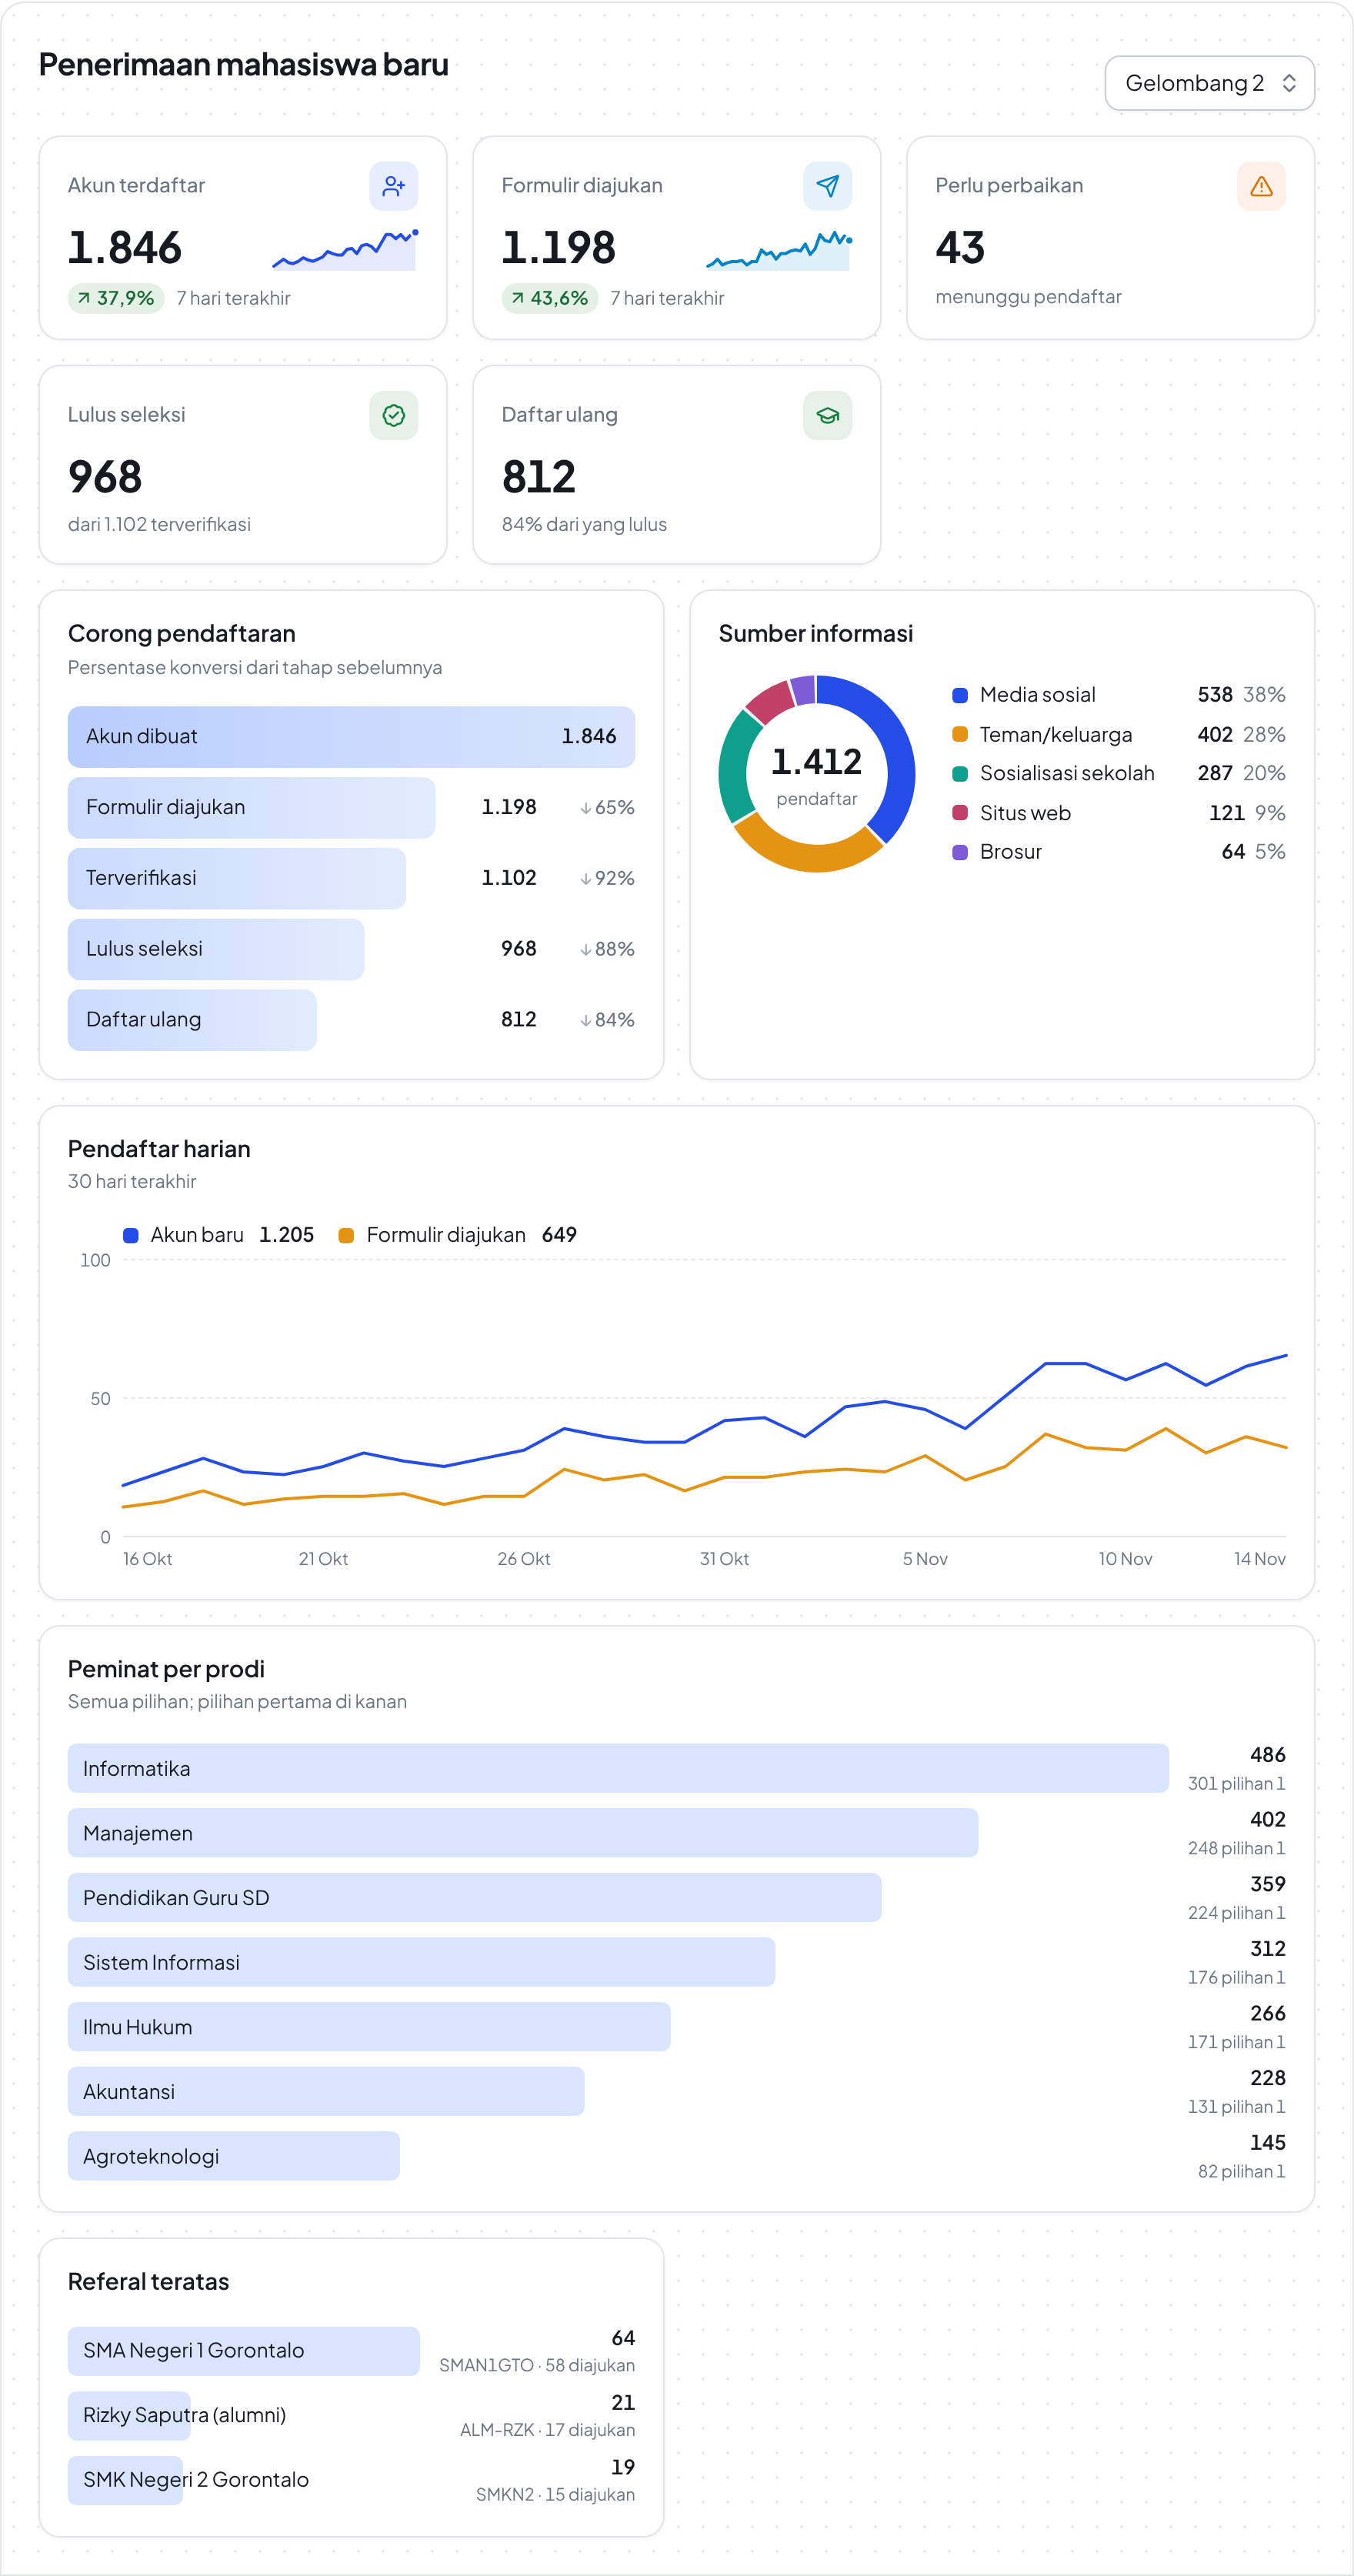 Penerimaan mahasiswa baru
Gelombang 2
Akun terdaftar
1.846
37,9% 7 hari terakhir
Formulir diajukan
1.198
43,6% 7 hari terakhir
Perlu perbaikan
43
menunggu pendaftar
Lulus seleksi
968
dari 1.102 terverifikasi
Daftar ulang
812
84% dari yang lulus
Corong pendaftaran
Persentase konversi dari tahap sebelumnya
Akun dibuat 1.846
Formulir diajukan 1.198 ↓65%
Terverifikasi 1.102 ↓92%
Lulus seleksi 968 ↓88%
Daftar ulang 812 ↓84%
Sumber informasi
1.412
pendaftar
Media sosial 538 38%
Teman/keluarga 402 28%
Sosialisasi sekolah 287 20%
Situs web 121 9%
Brosur 64 5%
Pendaftar harian
30 hari terakhir
Akun baru 1.205 Formulir diajukan 649
100
50
0
16 Okt 21 Okt 26 Okt 31 Okt 5 Nov 10 Nov 14 Nov
Peminat per prodi
Semua pilihan; pilihan pertama di kanan
Informatika 486
301 pilihan 1
Manajemen 402
248 pilihan 1
Pendidikan Guru SD 359
224 pilihan 1
Sistem Informasi 312
176 pilihan 1
Ilmu Hukum 266
171 pilihan 1
Akuntansi 228
131 pilihan 1
Agroteknologi 145
82 pilihan 1
Referal teratas
SMA Negeri 1 Gorontalo 64
SMAN1GTO · 58 diajukan
Rizky Saputra (alumni) 21
ALM-RZK · 17 diajukan
SMK Negeri 2 Gorontalo 19
SMKN2 · 15 diajukan